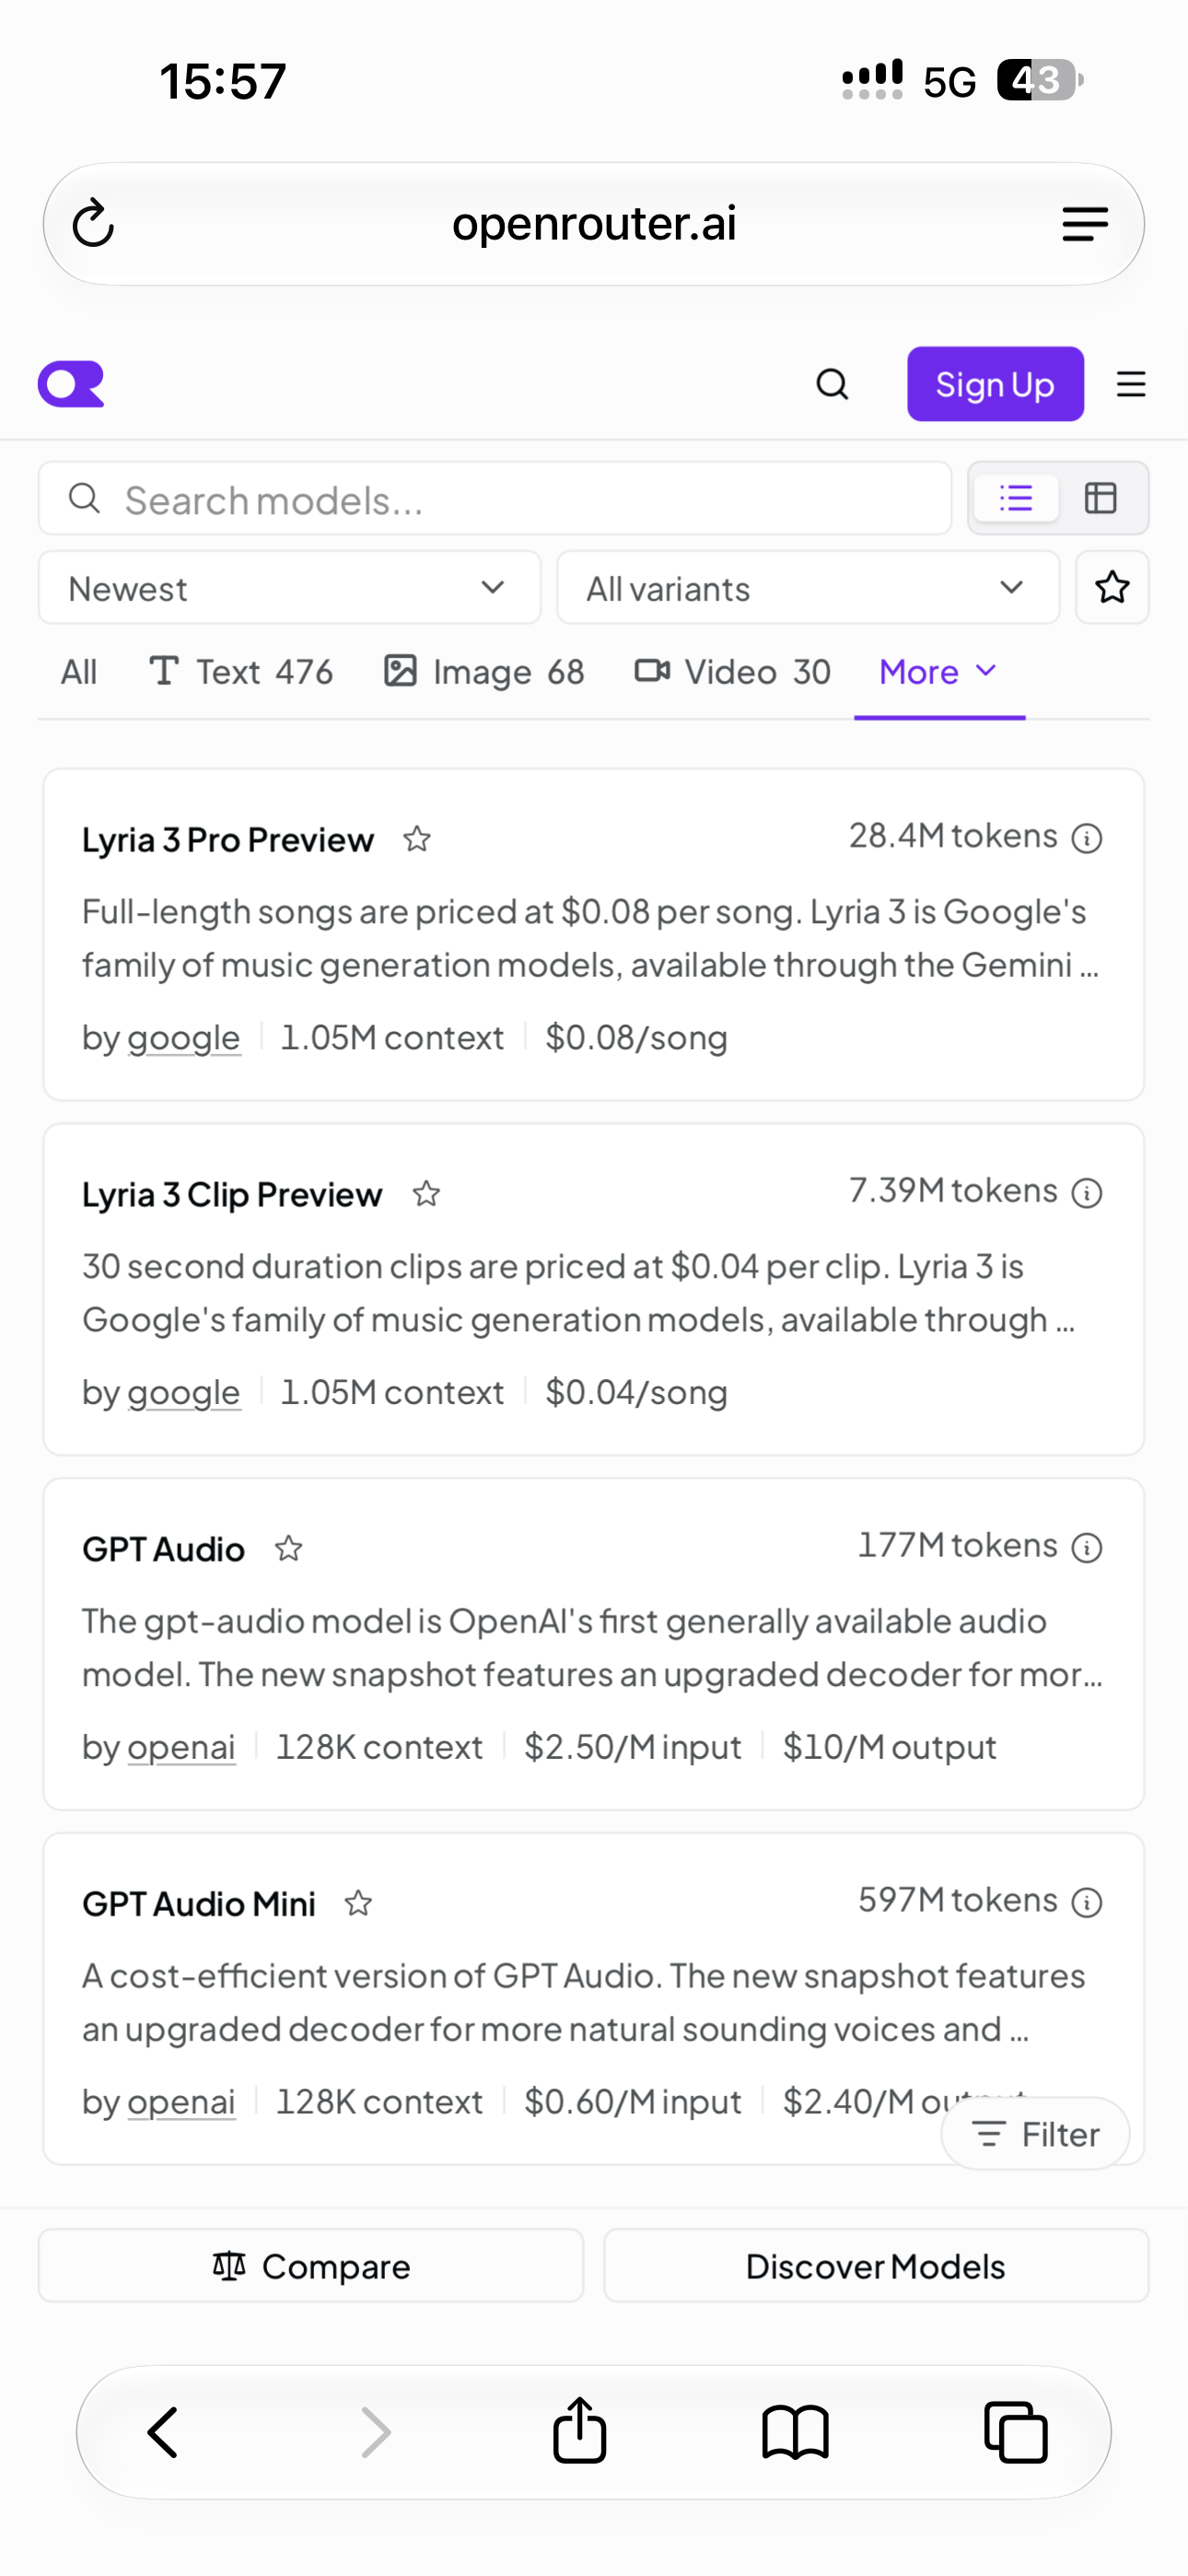 15:57 5G 43
openrouter.ai
Sign Up
Search models...
Newest All variants
All Text 476 Image 68 Video 30 More
Lyria 3 Pro Preview 28.4M tokens
Full-length songs are priced at $0.08 per song. Lyria 3 is Google's
family of music generation models, available through the Gemini ...
by google 1.05M context $0.08/song
Lyria 3 Clip Preview 7.39M tokens
30 second duration clips are priced at $0.04 per clip. Lyria 3 is
Google's family of music generation models, available through ...
by google 1.05M context $0.04/song
GPT Audio 177M tokens
The gpt-audio model is OpenAI's first generally available audio
model. The new snapshot features an upgraded decoder for mor...
by openai 128K context $2.50/M input $10/M output
GPT Audio Mini 597M tokens
A cost-efficient version of GPT Audio. The new snapshot features
an upgraded decoder for more natural sounding voices and ...
by openai 128K context $0.60/M input $2.40/M output
Filter
Compare Discover Models